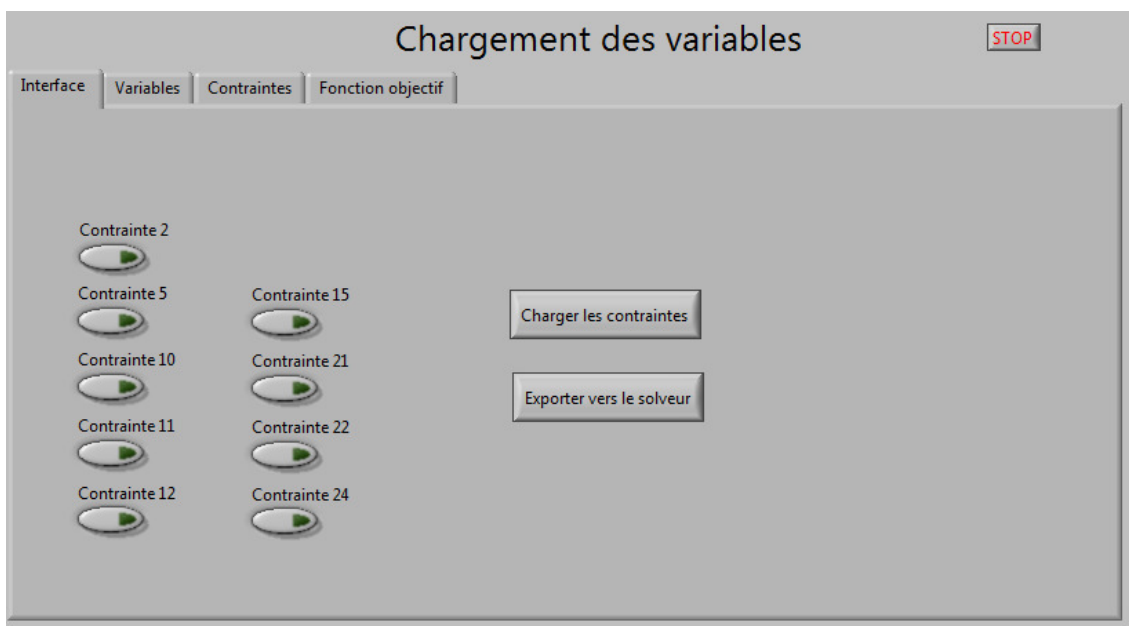 Chargement des variables
STOP
Interface
Variables
Contraintes
Fonction objectif
Contrainte 2
Contrainte 5
Contrainte 10
Contrainte 11
Contrainte 12
Contrainte 15
Contrainte 21
Contrainte 22
Contrainte 24
Charger les contraintes
Exporter vers le solveur